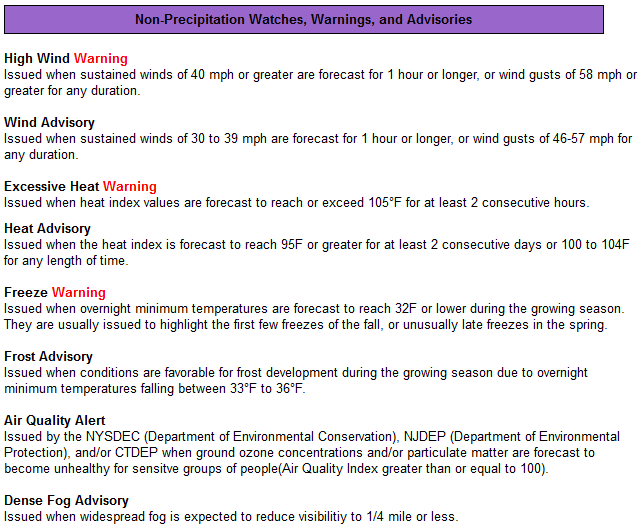 Non-Precipitation Watches, Warnings, and Advisories
High Wind Warning
Issued when sustained winds of 40 mph or greater are forecast for 1 hour or longer, or wind gusts of 58 mph or
greater for any duration.
Wind Advisory
Issued when sustained winds of 30 to 39 mph are forecast for 1 hour or longer, or wind gusts of 46-57 mph for
any duration.
Excessive Heat Warning
Issued when heat index values are forecast to reach or exceed 105°F for at least 2 consecutive hours.
Heat Advisory
Issued when the heat index is forecast to reach 95F or greater for at least 2 consecutive days or 100 to 104F
for any length of time.
Freeze Warning
Issued when overnight minimum temperatures are forecast to reach 32F or lower during the growing season.
They are usually issued to highlight the first few freezes of the fall, or unusually late freezes in the spring.
Frost Advisory
Issued when conditions are favorable for frost development during the growing season due to overnight
minimum temperatures falling between 33°F to 36°F.
Air Quality Alert
Issued by the NYSDEC (Department of Environmental Conservation), NJDEP (Department of Environmental
Protection), and/or CTDEP when ground ozone concentrations and/or particulate matter are forecast to
become unhealthy for sensitve groups of people(Air Quality Index greater than or equal to 100).
Dense Fog Advisory
Issued when widespread fog is expected to reduce visibilitiy to 1/4 mile or less.